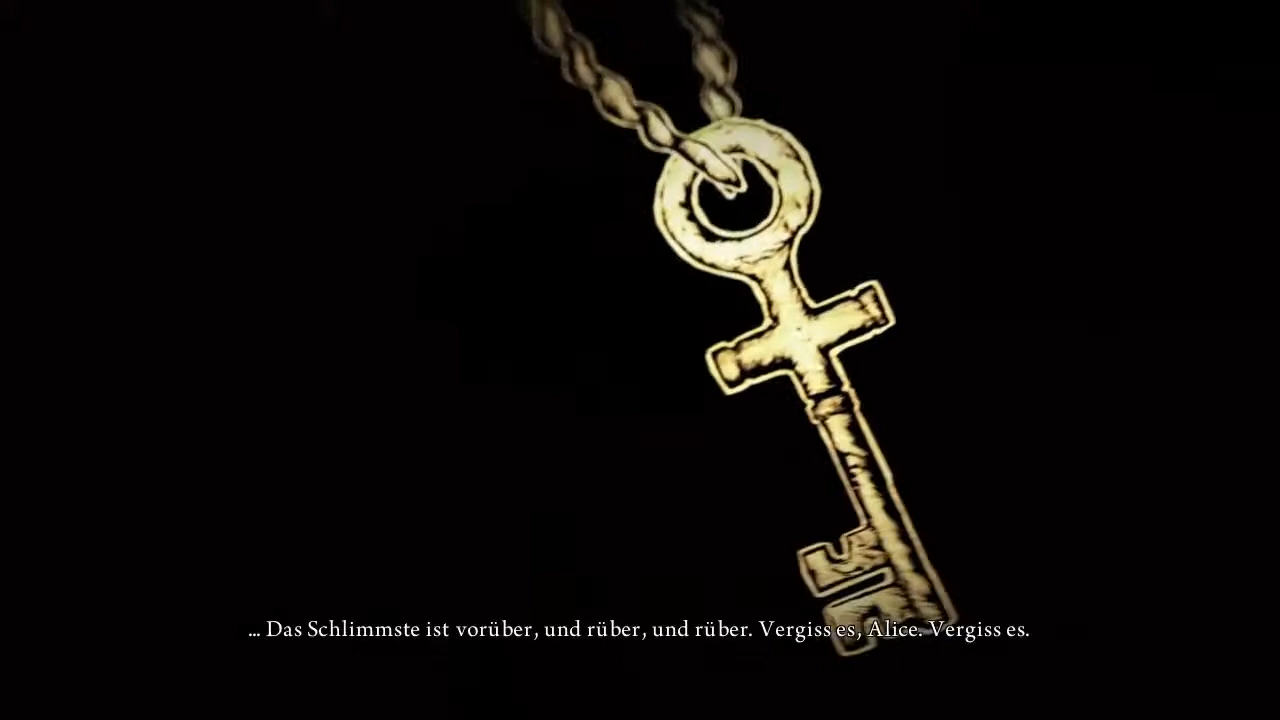 ... Das Schlimmste ist vorüber, und rüber, und rüber. Vergiss es, Alice. Vergiss es.